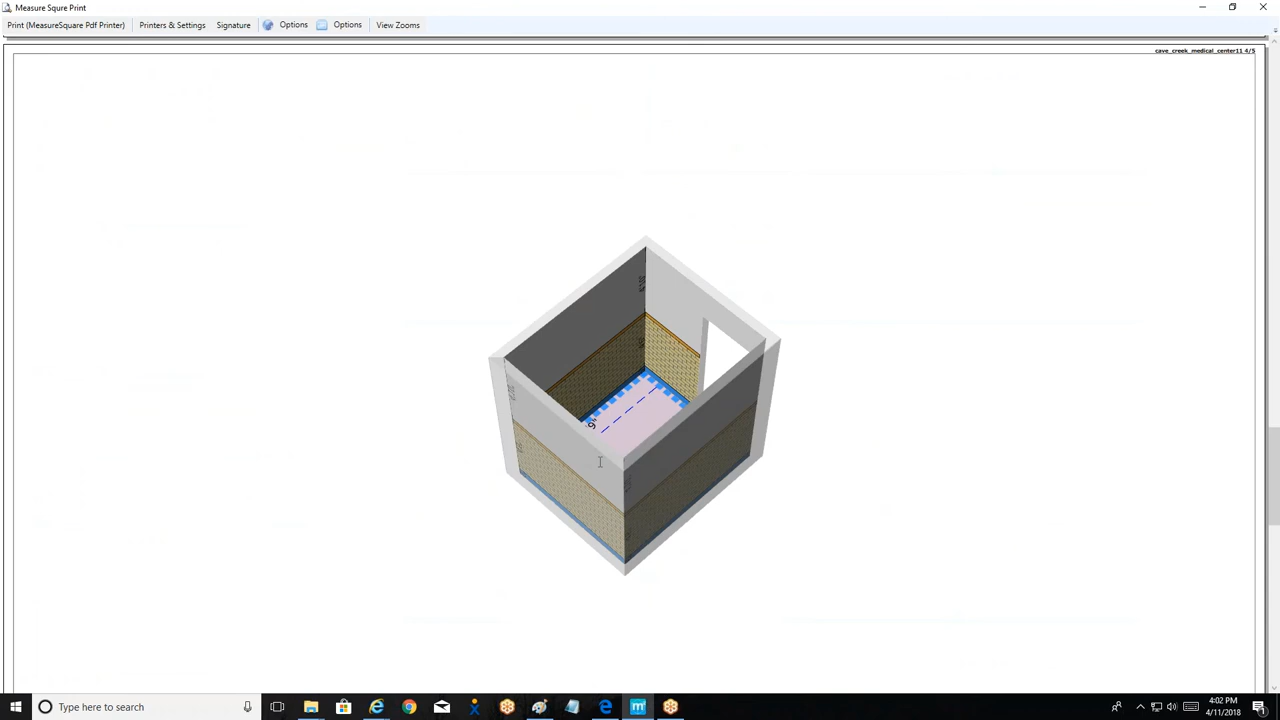 Measure Squre Print
Print (MeasureSquare Pdf Printer) Printers & Settings Signature Options Options View Zooms
cave_creek_medical_center11 4/5
9"
Type here to search
4:02 PM
4/11/2018